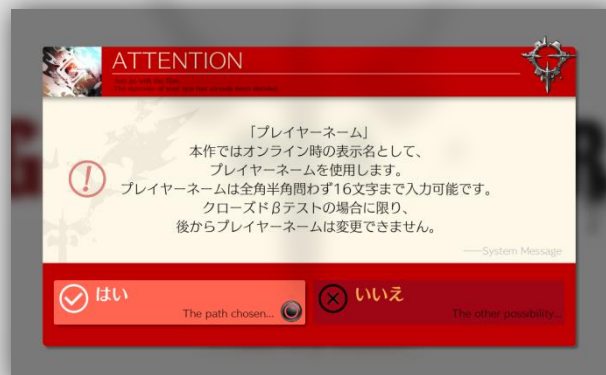 ATTENTION
「プレイヤーネーム」
本作ではオンライン時の表示名として、
プレイヤーネームを使用します。
プレイヤーネームは全角半角問わず16文字まで入力可能です。
クローズドβテストの場合に限り、
後からプレイヤーネームは変更できません。
──System Message
はい
The path chosen...
いいえ
The other possibility...